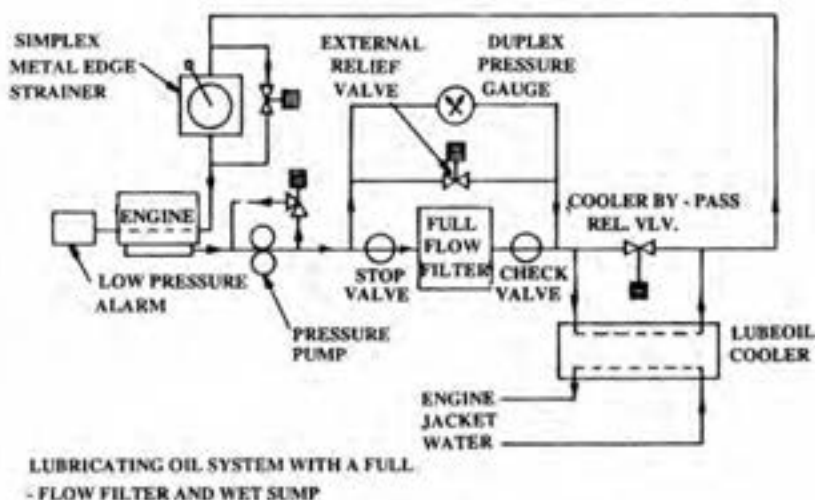 SIMPLEX
METAL EDGE
STRAINER
EXTERNAL
RELIEF
VALVE
DUPLEX
PRESSURE
GAUGE
ENGINE
LOW PRESSURE
ALARM
PRESSURE
PUMP
STOP
VALVE
FULL
FLOW
FILTER
CHECK
VALVE
COOLER BY - PASS
REL. VLV.
LUBEOIL
COOLER
ENGINE
JACKET
WATER
LUBRICATING OIL SYSTEM WITH A FULL
- FLOW FILTER AND WET SUMP